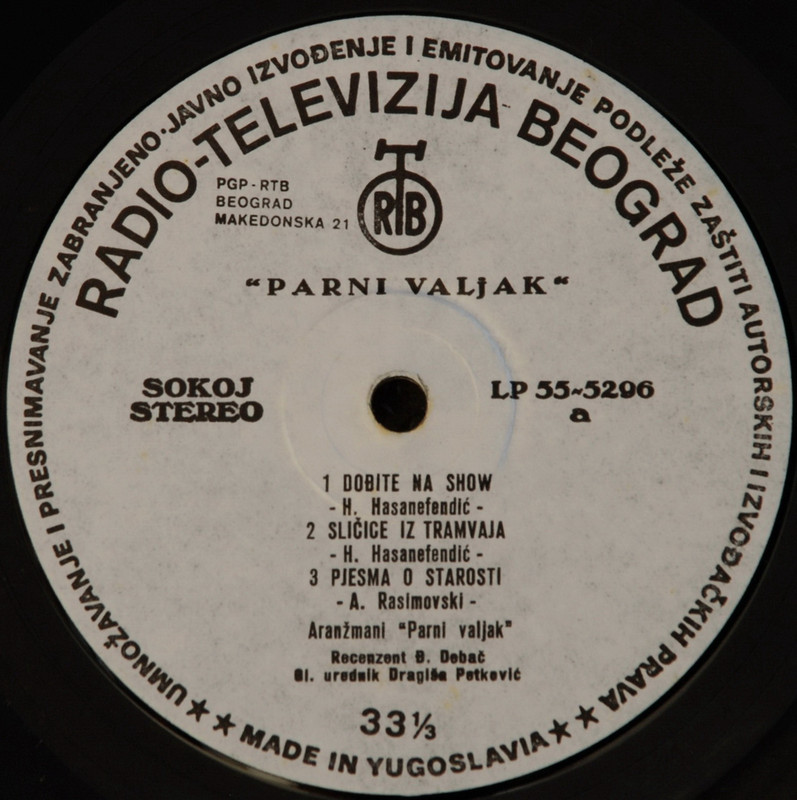 UMNOŽAVANJE I PRESNIMAVANJE ZABRANJENO·JAVNO IZVOĐENJE I EMITOVANJE PODLEŽE ZAŠTITI AUTORSKIH I IZVOĐAČKIH PRAVA
RADIO-TELEVIZIJA BEOGRAD
PGP-RTB
BEOGRAD
MAKEDONSKA 21
RTB
“PARNI VALjAK“
SOKOJ
STEREO
LP 55-5296
a
1 DOĐITE NA SHOW
- H. Hasanefendić -
2 SLIČICE IZ TRAMVAJA
- H. Hasanefendić -
3 PJESMA O STAROSTI
- A. Rasimovski -
Aranžmani “Parni valjak”
Recenzent Đ. Debač
Gl. urednik Dragiša Petković
33⅓
★ ★ MADE IN YUGOSLAVIA ★ ★